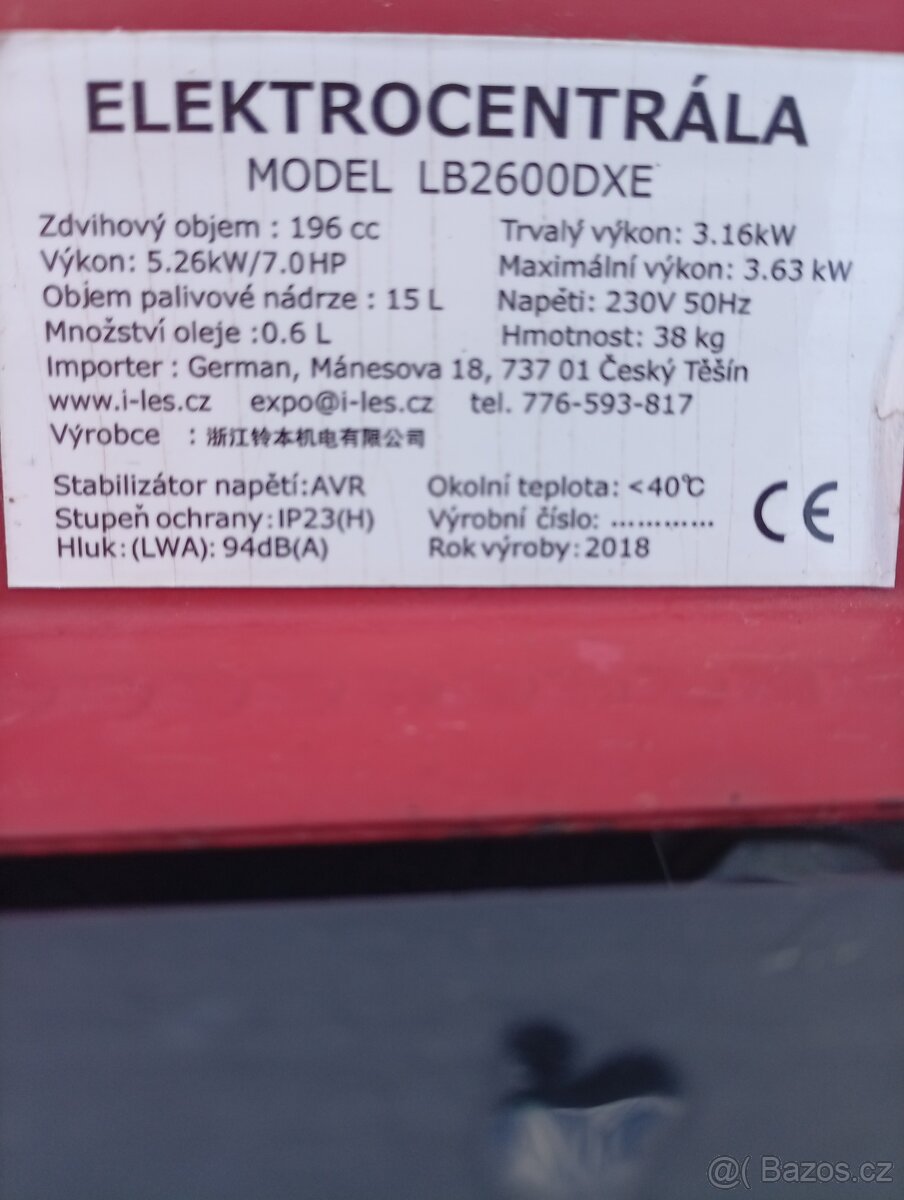 ELEKTROCENTRÁLA
MODEL LB2600DXE
Zdvihový objem : 196 cc
Trvalý výkon: 3.16kW
Výkon: 5.26kW/7.0HP
Maximální výkon: 3.63 kW
Objem palivové nádrze : 15 L
Napěti: 230V 50Hz
Množství oleje :0.6 L
Hmotnost: 38 kg
Importer : German, Mánesova 18, 737 01 Český Těšín
www.i-les.cz expo@i-les.cz tel. 776-593-817
Výrobce : 浙江铃本机电有限公司
Stabilizátor napětí:AVR
Okolní teplota: <40℃
Stupeň ochrany:IP23(H)
Výrobní číslo: .............
Hluk:(LWA): 94dB(A)
Rok výroby:2018
CE
@( Bazos.cz